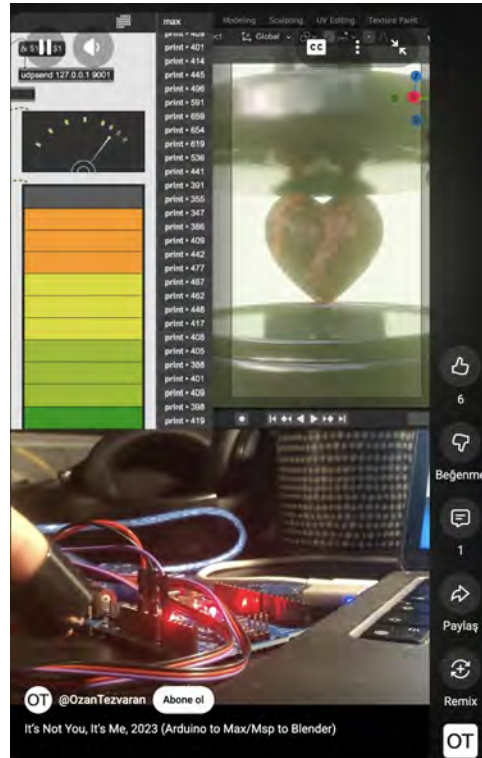 max
Modeling Sculpting UV Editing Texture Paint
Global
CC
udpsend 127.0.0.1 9001
print • 401
print • 414
print • 445
print • 496
print • 591
print • 659
print • 654
print • 619
print • 536
print • 441
print • 391
print • 355
print • 347
print • 386
print • 409
print • 442
print • 477
print • 467
print • 462
print • 448
print • 417
print • 408
print • 405
print • 388
print • 401
print • 409
print • 398
print • 419
6
Beğenme
1
Paylaş
Remix
OT @OzanTezvaran Abone ol
It's Not You, It's Me, 2023 (Arduino to Max/Msp to Blender)
OT